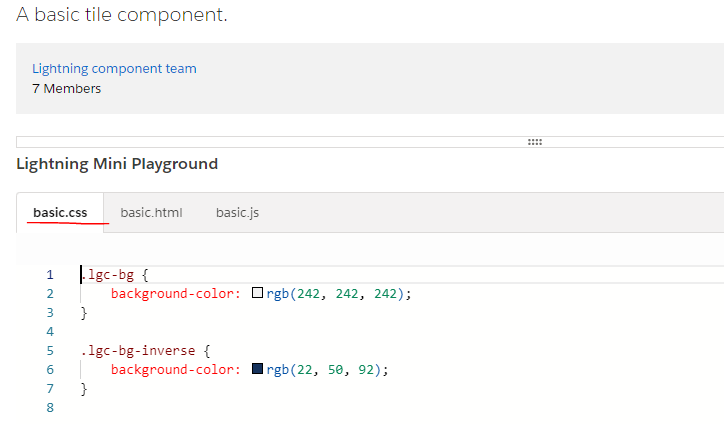 A basic tile component.
Lightning component team
7 Members
Lightning Mini Playground
basic.css basic.html basic.js
1 .lgc-bg {
2 background-color: rgb(242, 242, 242);
3 }
4
5 .lgc-bg-inverse {
6 background-color: rgb(22, 50, 92);
7 }
8